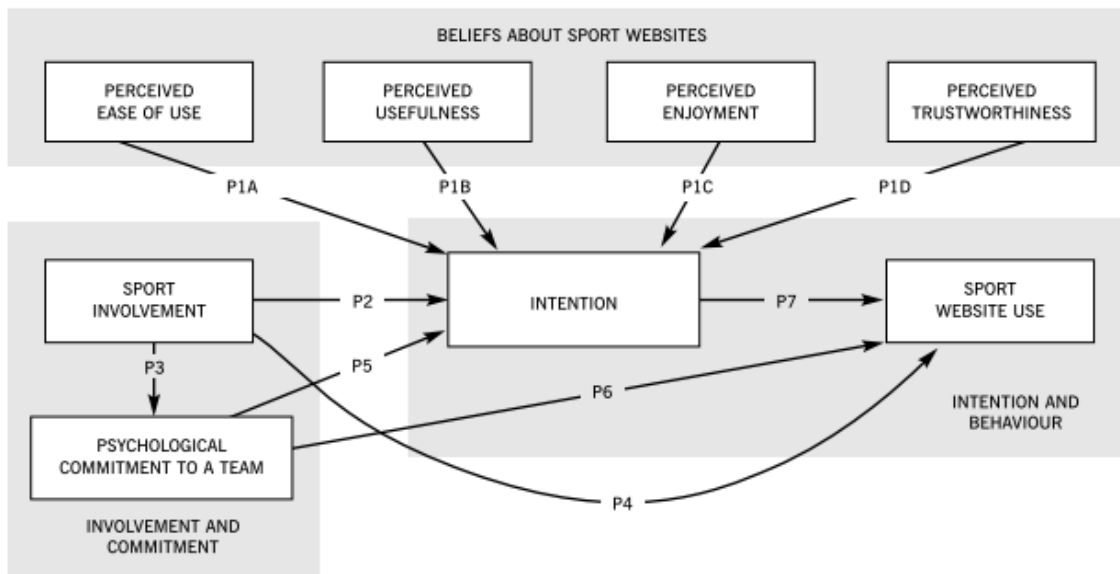 BELIEFS ABOUT SPORT WEBSITES
PERCEIVED
EASE OF USE
PERCEIVED
USEFULNESS
PERCEIVED
ENJOYMENT
PERCEIVED
TRUSTWORTHINESS
P1A
P1B
P1C
P1D
SPORT
INVOLVEMENT
P2
INTENTION
P7
SPORT
WEBSITE USE
P3
P5
P6
INTENTION AND
BEHAVIOUR
PSYCHOLOGICAL
COMMITMENT TO A TEAM
P4
INVOLVEMENT AND
COMMITMENT